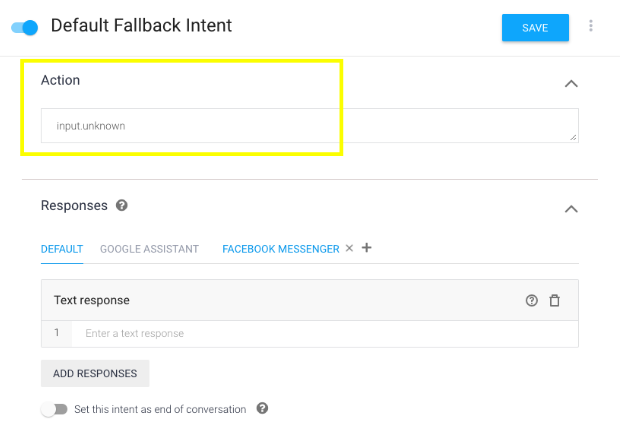 Default Fallback Intent
SAVE
Action
input.unknown
Responses
DEFAULT GOOGLE ASSISTANT FACEBOOK MESSENGER
Text response
1 Enter a text response
ADD RESPONSES
Set this intent as end of conversation